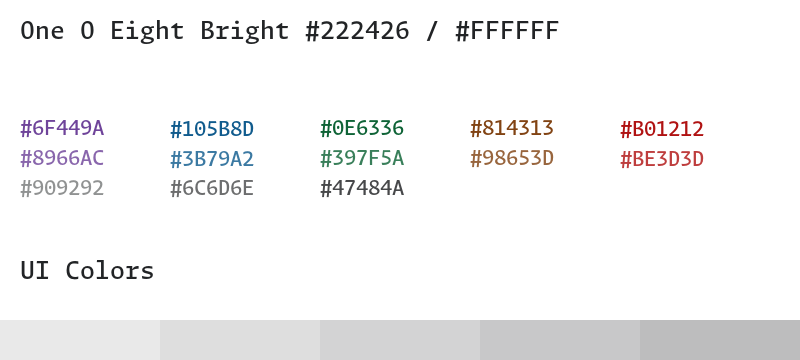 One O Eight Bright #222426 / #FFFFFF
#6F449A #105B8D #0E6336 #814313 #B01212
#8966AC #3B79A2 #397F5A #98653D #BE3D3D
#909292 #6C6D6E #47484A
UI Colors